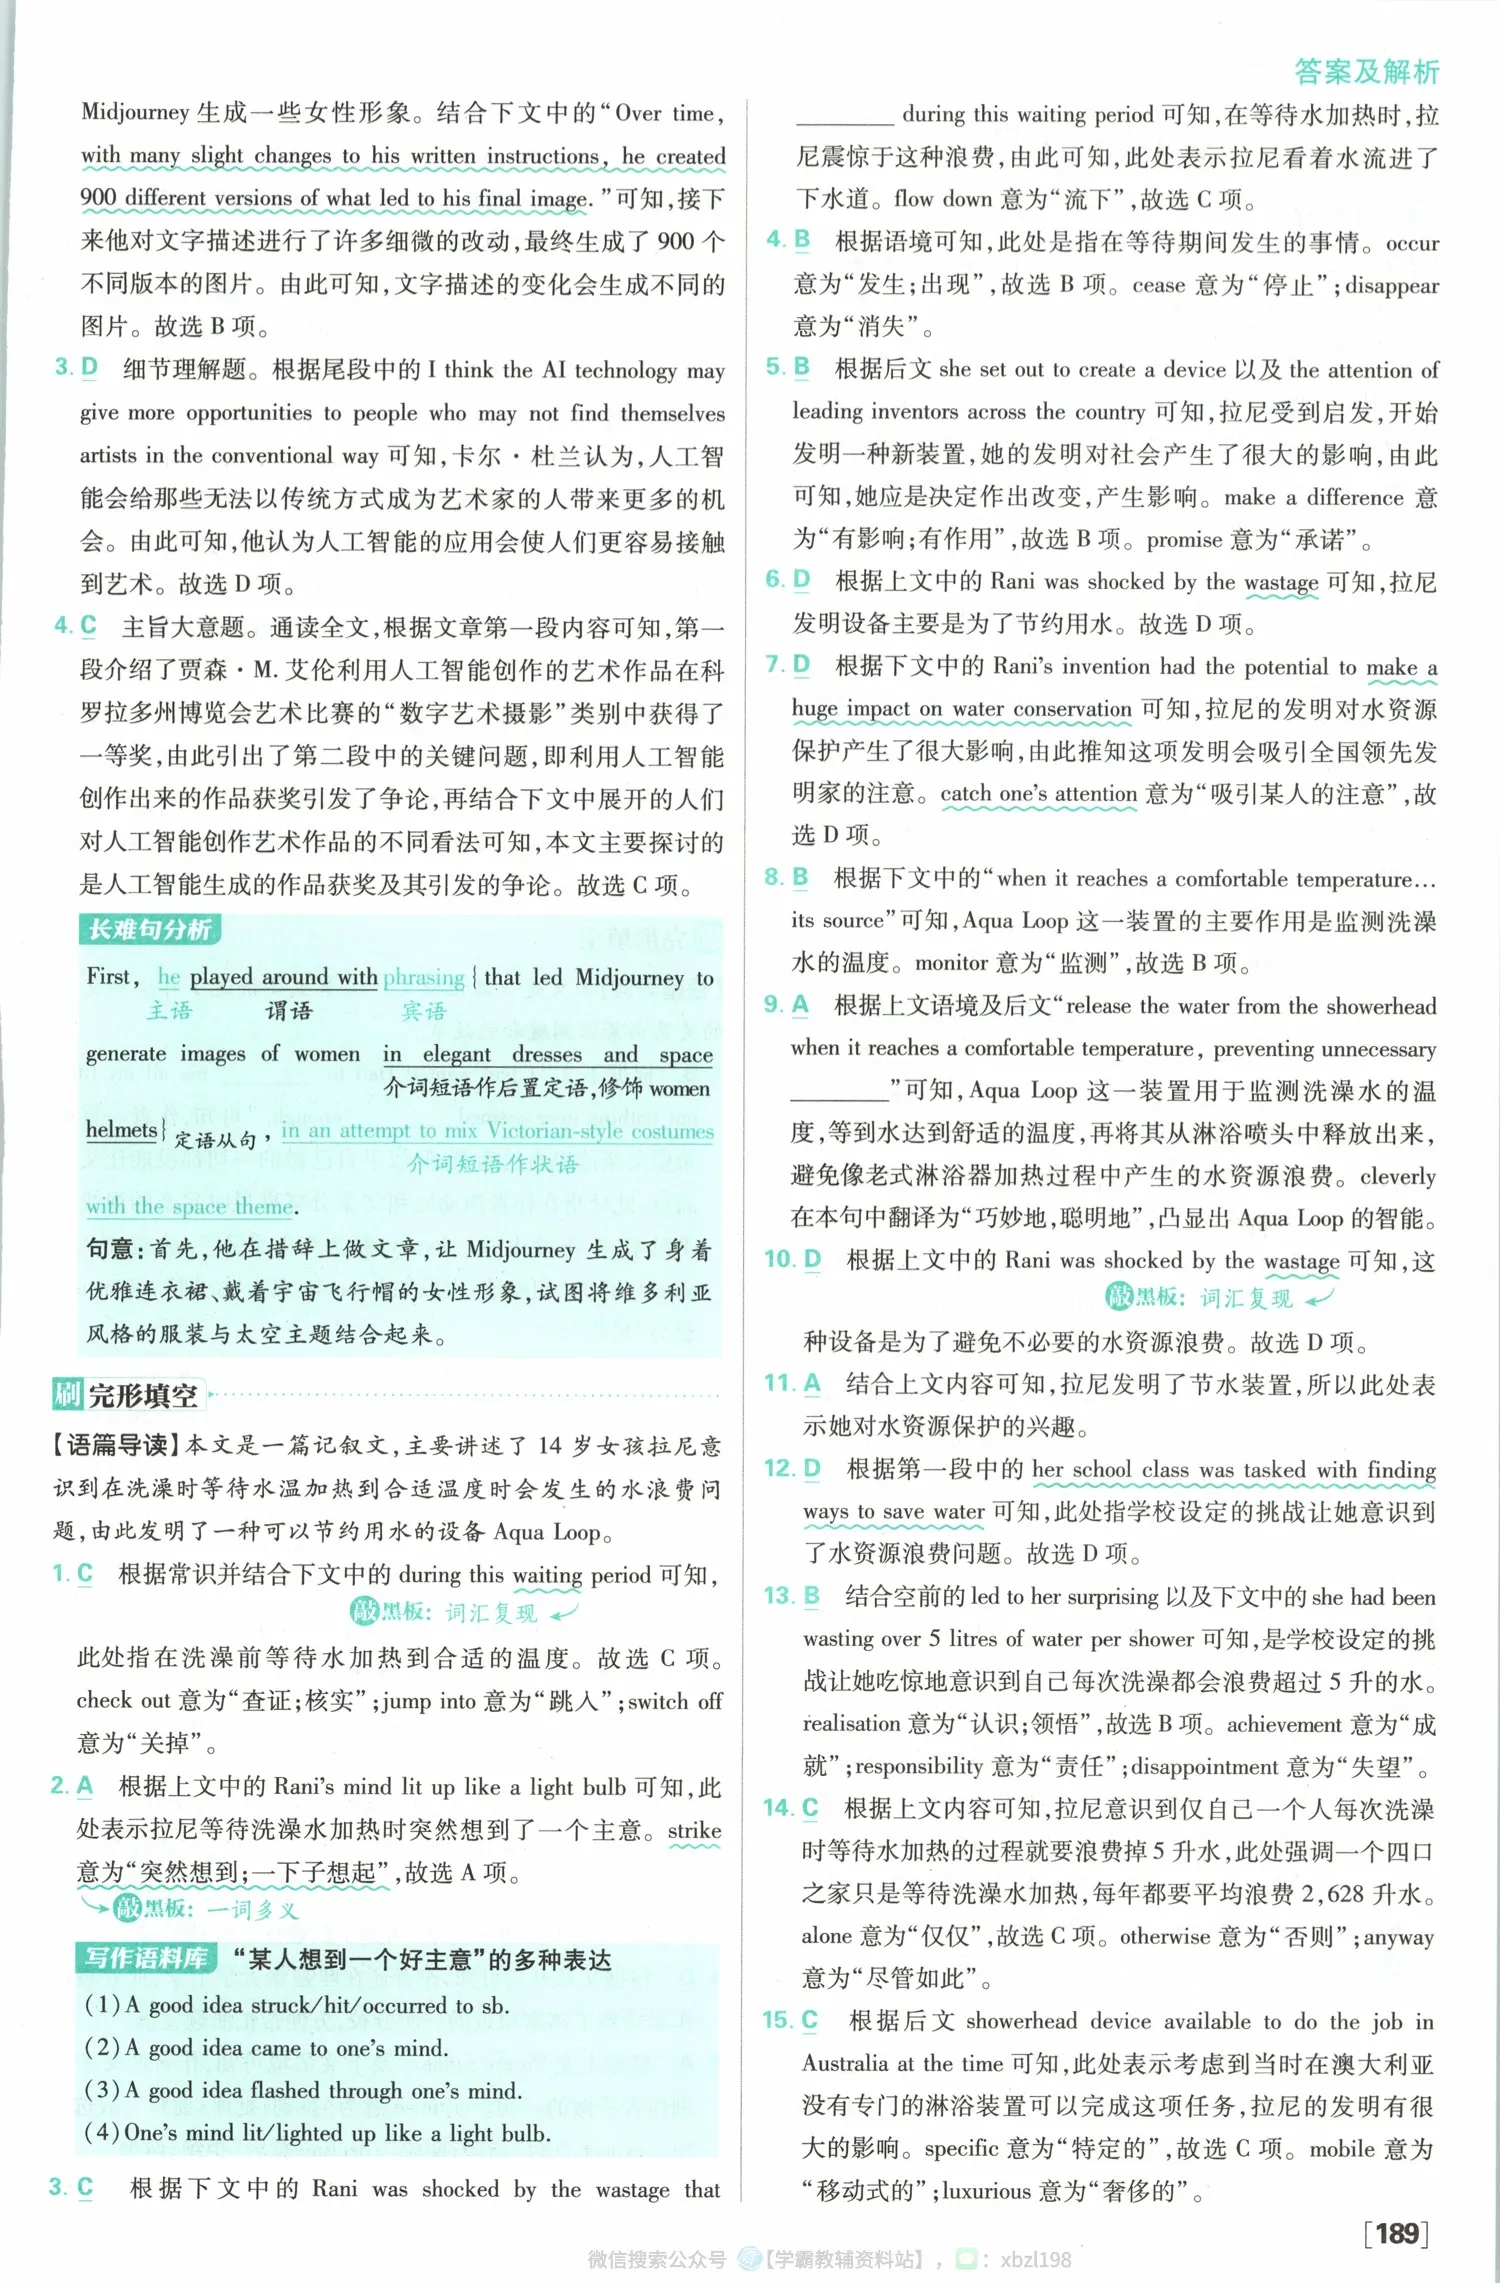 答案及解析
Midjourney 生成一些女性形象。结合下文中的“Over time,
with many slight changes to his written instructions, he created
900 different versions of what led to his final image.”可知,接下
来他对文字描述进行了许多细微的改动,最终生成了 900 个
不同版本的图片。由此可知,文字描述的变化会生成不同的
图片。故选 B 项。
3. D 细节理解题。根据尾段中的 I think the AI technology may
give more opportunities to people who may not find themselves
artists in the conventional way 可知,卡尔·杜兰认为,人工智
能会给那些无法以传统方式成为艺术家的人带来更多的机
会。由此可知,他认为人工智能的应用会使人们更容易接触
到艺术。故选 D 项。
4. C 主旨大意题。通读全文,根据文章第一段内容可知,第一
段介绍了贾森·M. 艾伦利用人工智能创作的艺术作品在科
罗拉多州博览会艺术比赛的“数字艺术摄影”类别中获得了
一等奖,由此引出了第二段中的关键问题,即利用人工智能
创作出来的作品获奖引发了争论,再结合下文中展开的人们
对人工智能创作艺术作品的不同看法可知,本文主要探讨的
是人工智能生成的作品获奖及其引发的争论。故选 C 项。
长难句分析
First, he played around with phrasing{that led Midjourney to
主语 谓语 宾语
generate images of women in elegant dresses and space
介词短语作后置定语,修饰 women
helmets}定语从句, in an attempt to mix Victorian-style costumes
介词短语作状语
with the space theme.
句意:首先,他在措辞上做文章,让 Midjourney 生成了身着
优雅连衣裙、戴着宇宙飞行帽的女性形象,试图将维多利亚
风格的服装与太空主题结合起来。
刷 完形填空
【语篇导读】本文是一篇记叙文,主要讲述了 14 岁女孩拉尼意
识到在洗澡时等待水温加热到合适温度时会发生的水浪费问
题,由此发明了一种可以节约用水的设备 Aqua Loop。
1. C 根据常识并结合下文中的 during this waiting period 可知,
敲黑板: 词汇复现
此处指在洗澡前等待水加热到合适的温度。故选 C 项。
check out 意为“查证;核实”;jump into 意为“跳入”;switch off
意为“关掉”。
2. A 根据上文中的 Rani’s mind lit up like a light bulb 可知,此
处表示拉尼等待洗澡水加热时突然想到了一个主意。strike
意为“突然想到;一下子想起”,故选 A 项。
敲黑板: 一词多义
写作语料库 “某人想到一个好主意”的多种表达
(1)A good idea struck/hit/occurred to sb.
(2)A good idea came to one’s mind.
(3)A good idea flashed through one’s mind.
(4)One’s mind lit/lighted up like a light bulb.
3. C 根据下文中的 Rani was shocked by the wastage that
________ during this waiting period 可知,在等待水加热时,拉
尼震惊于这种浪费,由此可知,此处表示拉尼看着水流进了
下水道。flow down 意为“流下”,故选 C 项。
4. B 根据语境可知,此处是指在等待期间发生的事情。occur
意为“发生;出现”,故选 B 项。cease 意为“停止”;disappear
意为“消失”。
5. B 根据后文 she set out to create a device 以及 the attention of
leading inventors across the country 可知,拉尼受到启发,开始
发明一种新装置,她的发明对社会产生了很大的影响,由此
可知,她应是决定作出改变,产生影响。make a difference 意
为“有影响;有作用”,故选 B 项。promise 意为“承诺”。
6. D 根据上文中的 Rani was shocked by the wastage 可知,拉尼
发明设备主要是为了节约用水。故选 D 项。
7. D 根据下文中的 Rani’s invention had the potential to make a
huge impact on water conservation 可知,拉尼的发明对水资源
保护产生了很大影响,由此推知这项发明会吸引全国领先发
明家的注意。catch one’s attention 意为“吸引某人的注意”,故
选 D 项。
8. B 根据下文中的“when it reaches a comfortable temperature…
its source”可知,Aqua Loop 这一装置的主要作用是监测洗澡
水的温度。monitor 意为“监测”,故选 B 项。
9. A 根据上文语境及后文“release the water from the showerhead
when it reaches a comfortable temperature, preventing unnecessary
________”可知,Aqua Loop 这一装置用于监测洗澡水的温
度,等到水达到舒适的温度,再将其从淋浴喷头中释放出来,
避免像老式淋浴器加热过程中产生的水资源浪费。cleverly
在本句中翻译为“巧妙地,聪明地”,凸显出 Aqua Loop 的智能。
10. D 根据上文中的 Rani was shocked by the wastage 可知,这
敲黑板: 词汇复现
种设备是为了避免不必要的水资源浪费。故选 D 项。
11. A 结合上文内容可知,拉尼发明了节水装置,所以此处表
示她对水资源保护的兴趣。
12. D 根据第一段中的 her school class was tasked with finding
ways to save water 可知,此处指学校设定的挑战让她意识到
了水资源浪费问题。故选 D 项。
13. B 结合空前的 led to her surprising 以及下文中的 she had been
wasting over 5 litres of water per shower 可知,是学校设定的挑
战让她吃惊地意识到自己每次洗澡都会浪费超过 5 升的水。
realisation 意为“认识;领悟”,故选 B 项。achievement 意为“成
就”;responsibility 意为“责任”;disappointment 意为“失望”。
14. C 根据上文内容可知,拉尼意识到仅自己一个人每次洗澡
时等待水加热的过程就要浪费掉 5 升水,此处强调一个四口
之家只是等待洗澡水加热,每年都要平均浪费 2,628 升水。
alone 意为“仅仅”,故选 C 项。otherwise 意为“否则”;anyway
意为“尽管如此”。
15. C 根据后文 showerhead device available to do the job in
Australia at the time 可知,此处表示考虑到当时在澳大利亚
没有专门的淋浴装置可以完成这项任务,拉尼的发明有很
大的影响。specific 意为“特定的”,故选 C 项。mobile 意为
“移动式的”;luxurious 意为“奢侈的”。
[189]
微信搜索公众号【学霸教辅资料站】,: xbzl198